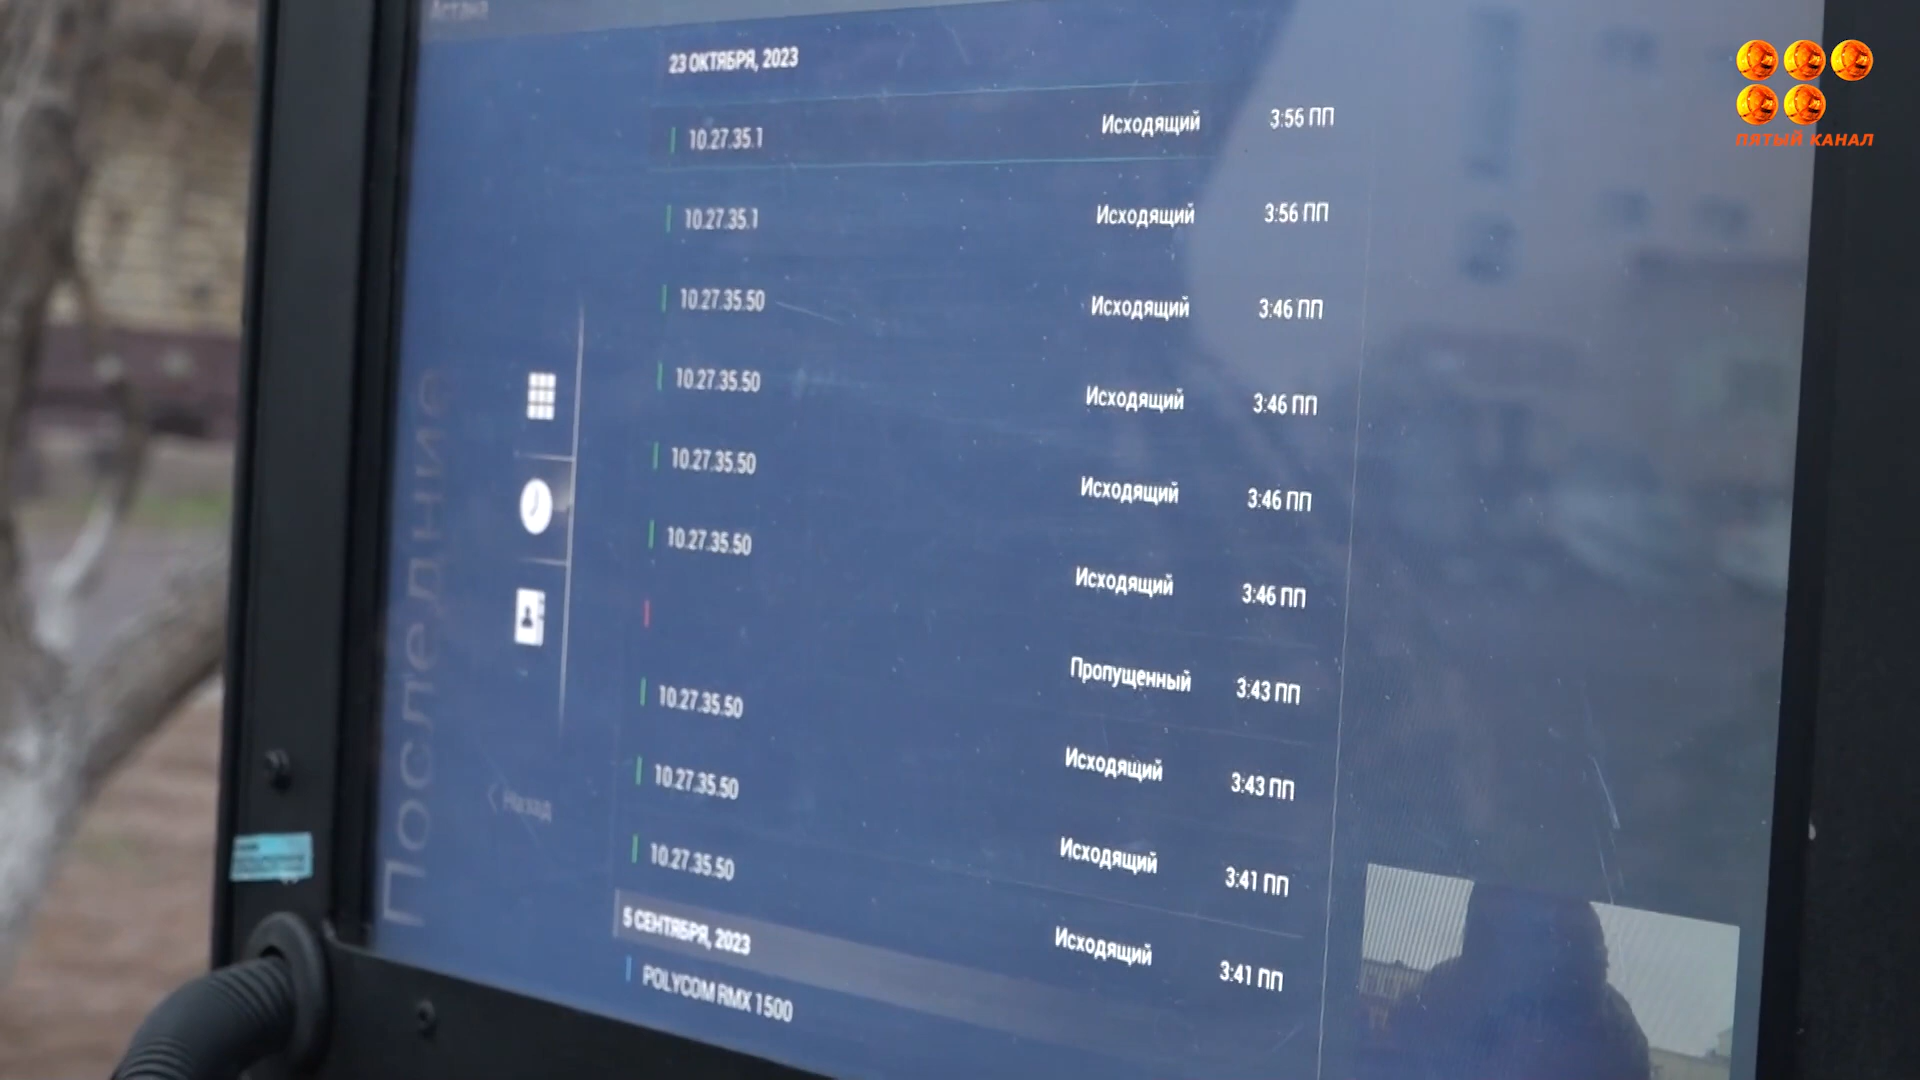 Астана
23 ОКТЯБРЯ, 2023
10.27.35.1 Исходящий 3:56 ПП
10.27.35.1 Исходящий 3:56 ПП
10.27.35.50 Исходящий 3:46 ПП
10.27.35.50 Исходящий 3:46 ПП
10.27.35.50 Исходящий 3:46 ПП
10.27.35.50 Исходящий 3:46 ПП
Пропущенный 3:43 ПП
10.27.35.50 Исходящий 3:43 ПП
10.27.35.50 Исходящий 3:41 ПП
10.27.35.50 Исходящий 3:41 ПП
5 СЕНТЯБРЯ, 2023
POLYCOM RMX 1500
Последние
Назад
ПЯТЫЙ КАНАЛ